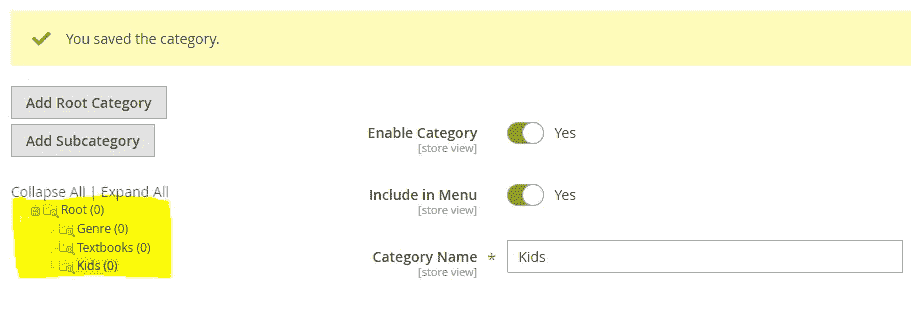 You saved the category.
Add Root Category
Add Subcategory
Collapse All | Expand All
Root (0)
Genre (0)
Textbooks (0)
Kids (0)
Enable Category
[store view]
Yes
Include in Menu
[store view]
Yes
Category Name *
[store view]
Kids